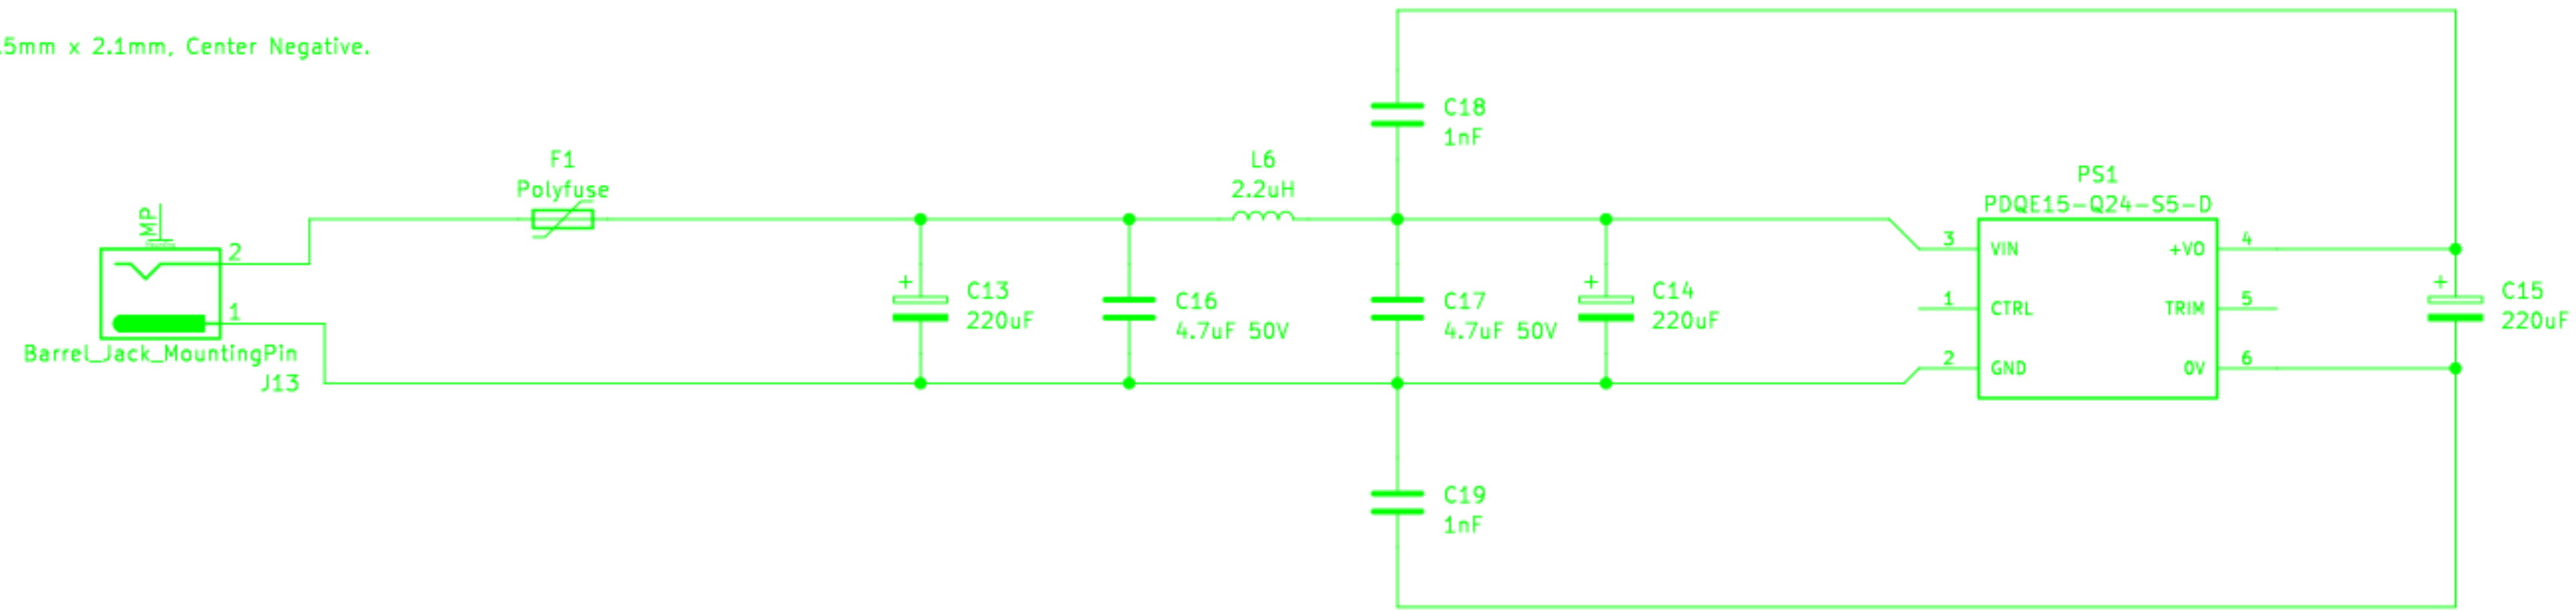 .5mm x 2.1mm, Center Negative.
C18
1nF
F1
Polyfuse
L6
2.2uH
PS1
PDQE15-Q24-S5-D
MP
2
1
Barrel_Jack_MountingPin
J13
+
C13
220uF
C16
4.7uF 50V
C17
4.7uF 50V
+
C14
220uF
3
VIN
+VO
4
1
CTRL
TRIM
5
2
GND
0V
6
+
C15
220uF
C19
1nF